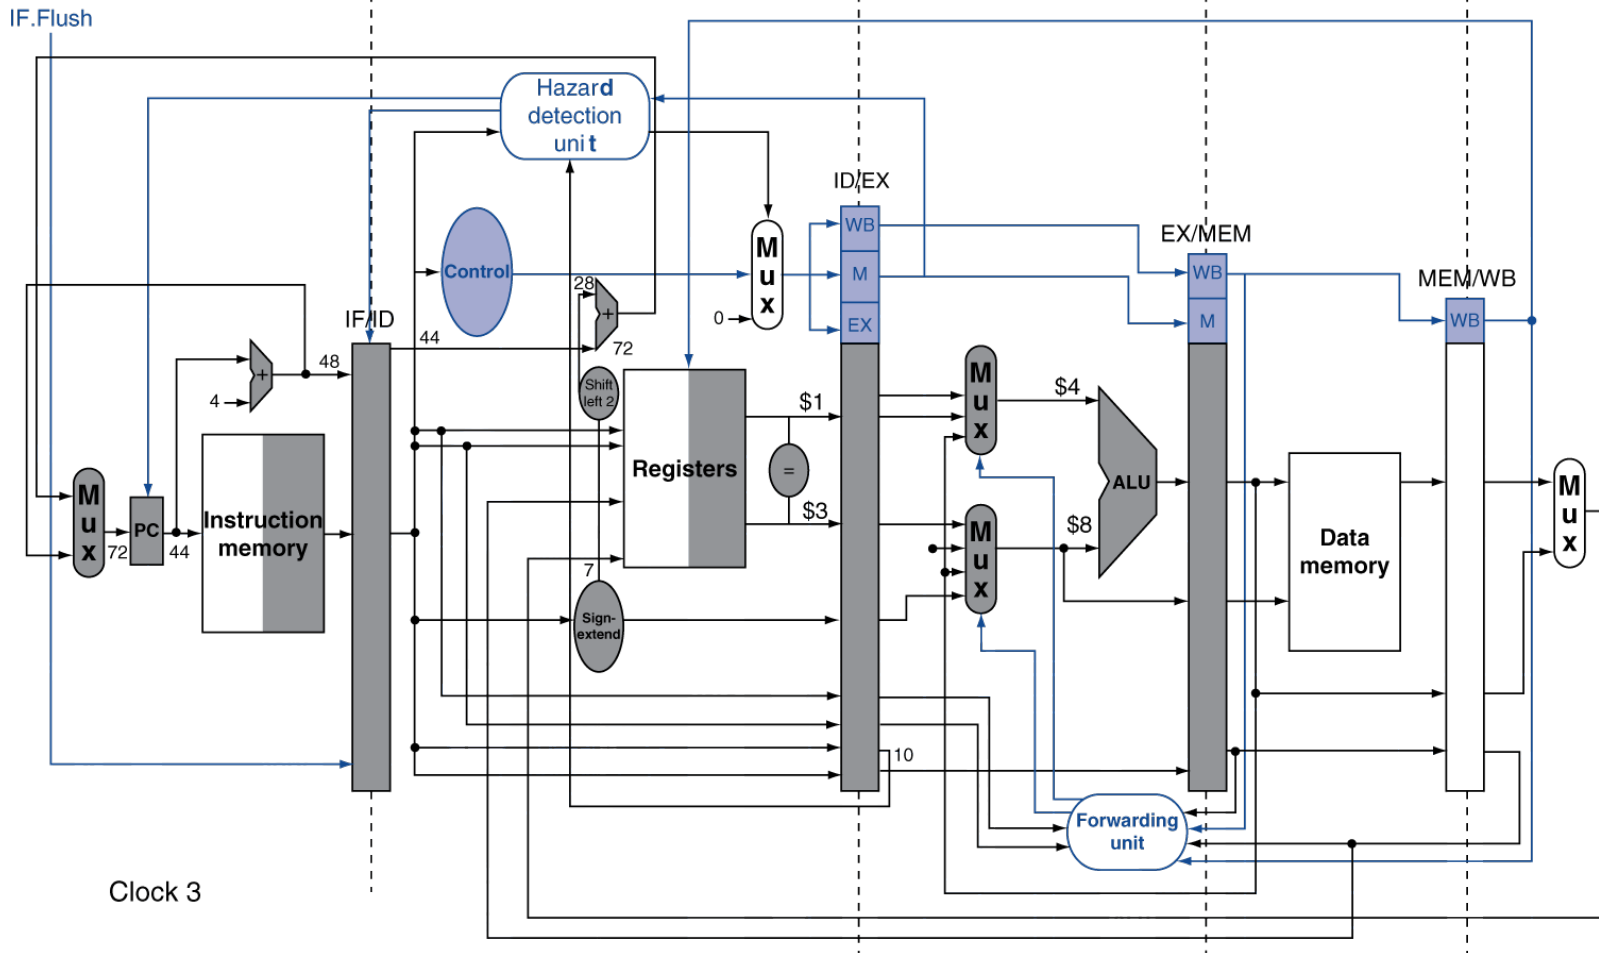 IF.Flush
Hazard
detection
unit
ID/EX
WB
M
EX
EX/MEM
WB
M
MEM/WB
WB
Control
M
u
x
0
28
+
72
IF/ID
44
48
+
4
Shift
left 2
Registers
$1
=
$3
M
u
x
$4
ALU
$8
M
u
x
M
u
x
72
PC
44
Instruction
memory
Data
memory
M
u
x
7
Sign-
extend
10
Forwarding
unit
Clock 3